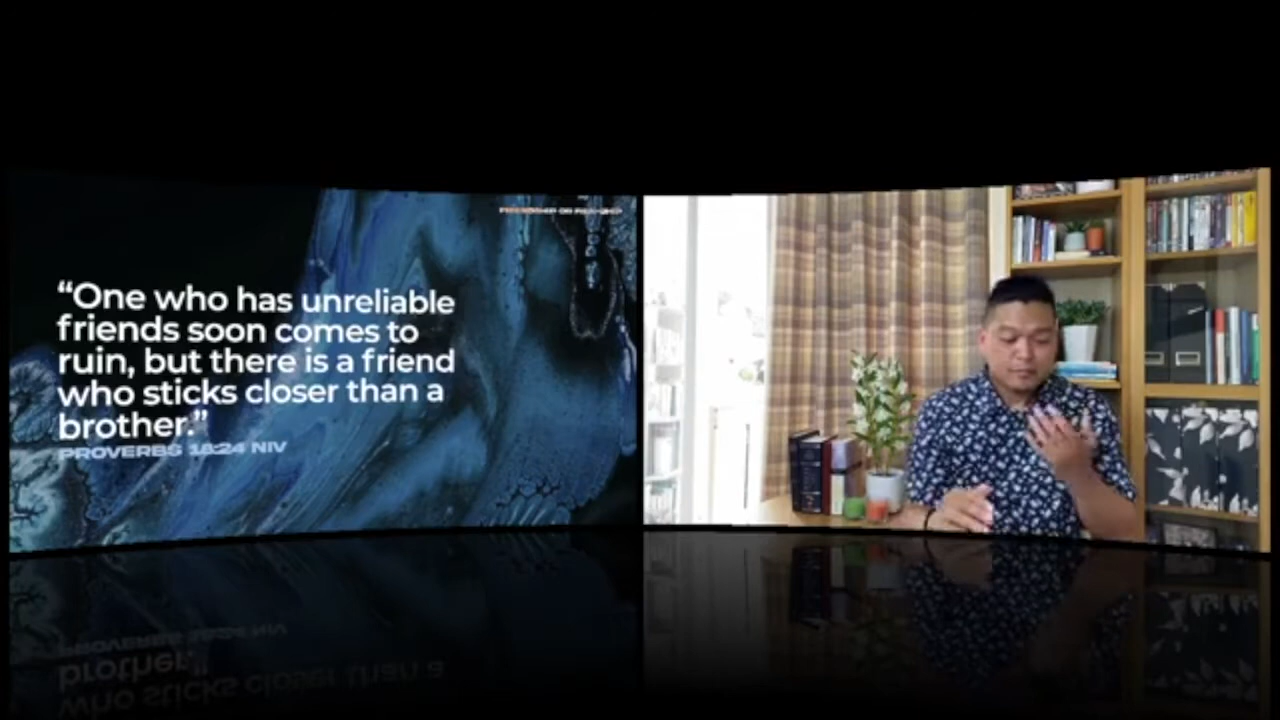 “One who has unreliable
friends soon comes to
ruin, but there is a friend
who sticks closer than a
brother.”
PROVERBS 18:24 NIV